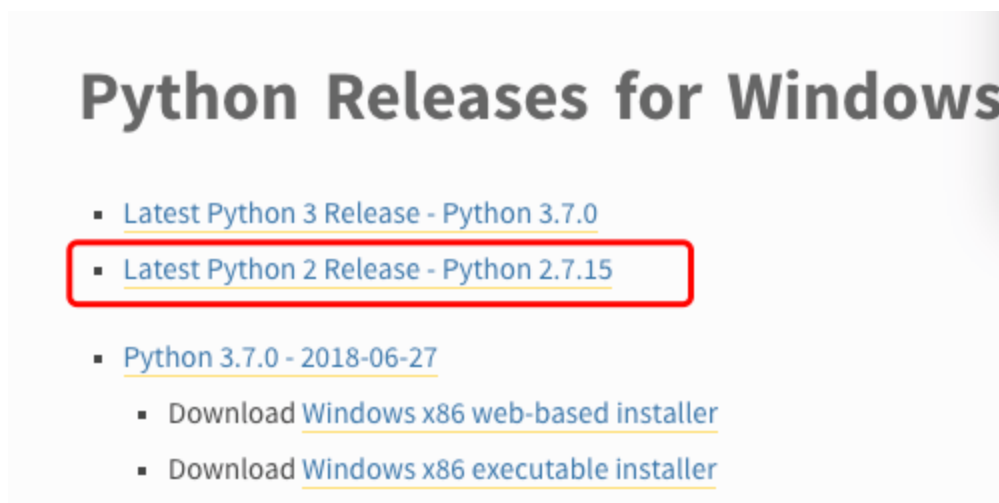 Python Releases for Windows
Latest Python 3 Release - Python 3.7.0
Latest Python 2 Release - Python 2.7.15
Python 3.7.0 - 2018-06-27
Download Windows x86 web-based installer
Download Windows x86 executable installer